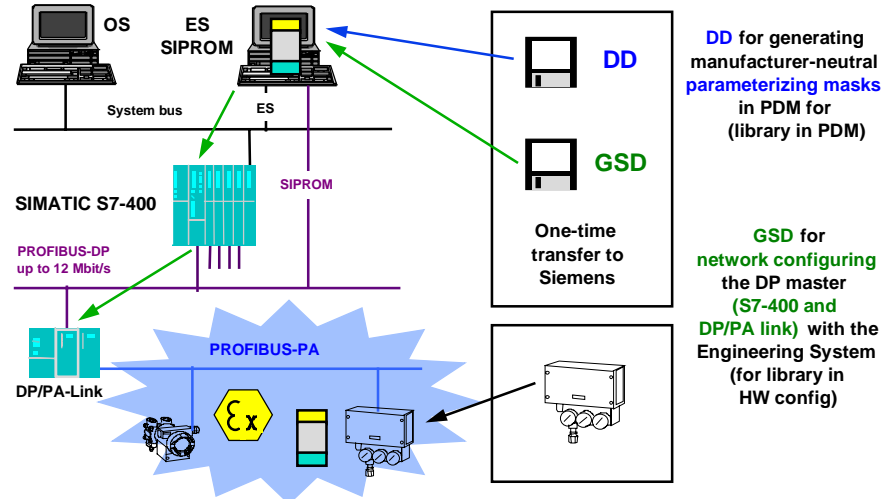 OS
ES
SIPROM
System bus
ES
SIMATIC S7-400
SIPROM
PROFIBUS-DP
up to 12 Mbit/s
DP/PA-Link
PROFIBUS-PA
Ex
DD
GSD
One-time
transfer to
Siemens
DD for generating
manufacturer-neutral
parameterizing masks
in PDM for
(library in PDM)
GSD for
network configuring
the DP master
(S7-400 and
DP/PA link) with the
Engineering System
(for library in
HW config)